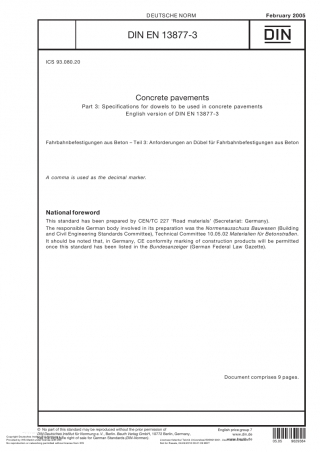 DEUTSCHE NORM
February 2005
DIN EN 13877-3
DIN
ICS 93.080.20
Concrete pavements
Part 3: Specifications for dowels to be used in concrete pavements
English version of DIN EN 13877-3
Fahrbahnbefestigungen aus Beton – Teil 3: Anforderungen an Dübel für Fahrbahnbefestigungen aus Beton
A comma is used as the decimal marker.
National foreword
This standard has been prepared by CEN/TC 227 ‘Road materials’ (Secretariat: Germany).
The responsible German body involved in its preparation was the Normenausschuss Bauwesen (Building
and Civil Engineering Standards Committee), Technical Committee 10.05.02 Materialien für Betonstraßen.
It should be noted that, in Germany, CE conformity marking of construction products will be permitted
once this standard has been listed in the Bundesanzeiger (German Federal Law Gazette).
Document comprises 9 pages.
© No part of this standard may be reproduced without the prior permission of
DIN Deutsches Institut für Normung e.V., Berlin. Beuth Verlag GmbH, 10772 Berlin, Germany,
right of sale for German Standards (DIN-Normen).
English price group 7
www.din.de
www.beuth.de